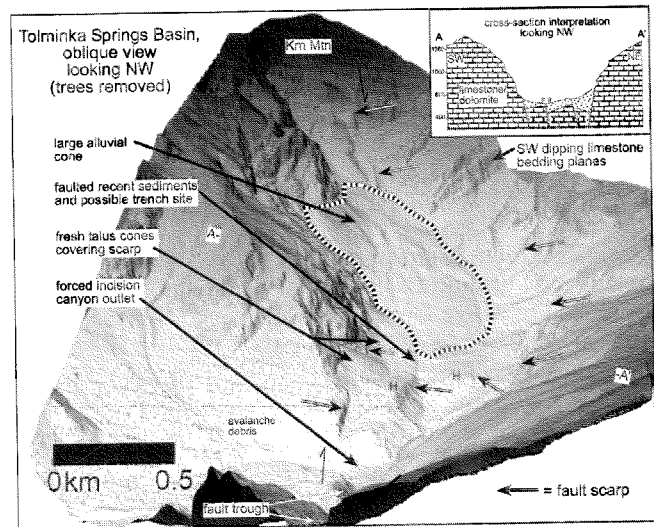 Tolminka Springs Basin,
oblique view
looking NW
(trees removed)
Km Mtn
cross-section interpretation
looking NW
A
A'
SW
NE
limestone/
dolomite
large alluvial
cone
SW dipping limestone
bedding planes
faulted recent sediments
and possible trench site
A-
fresh talus cones
covering scarp
forced incision
canyon outlet
H
H
-A'
avalanche
debris
0km 0.5
fault trough
= fault scarp